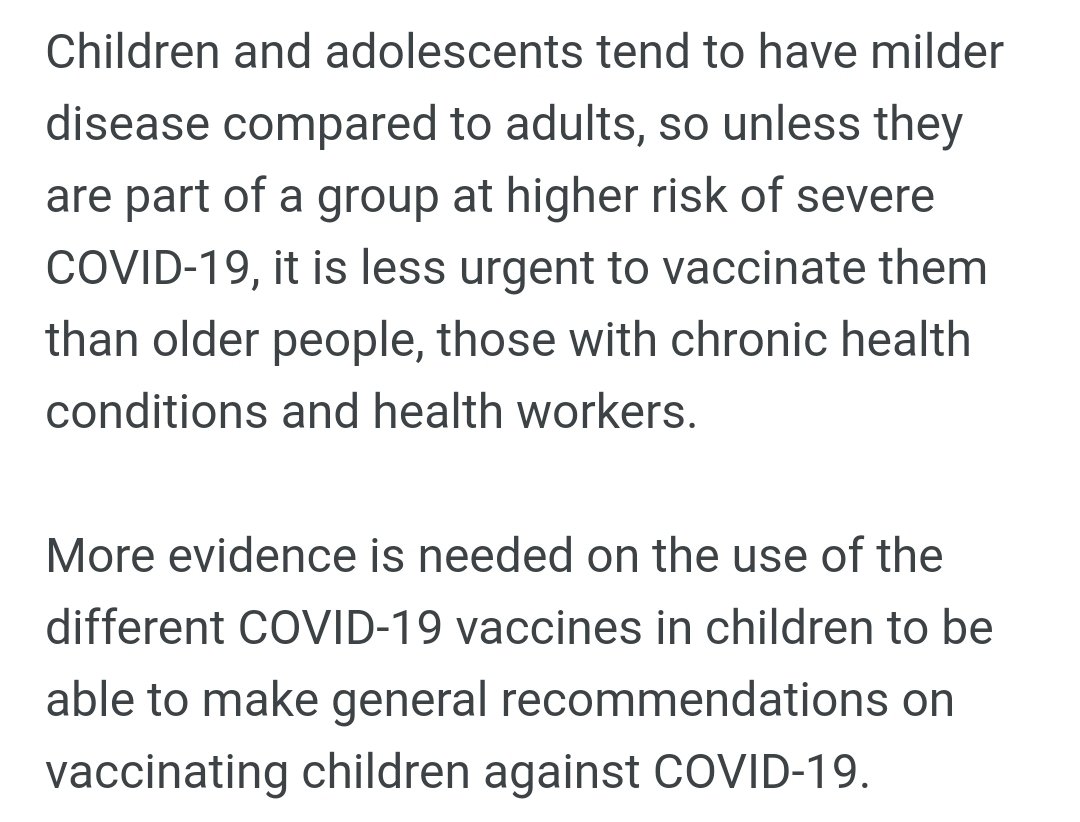 Children and adolescents tend to have milder
disease compared to adults, so unless they
are part of a group at higher risk of severe
COVID-19, it is less urgent to vaccinate them
than older people, those with chronic health
conditions and health workers.
More evidence is needed on the use of the
different COVID-19 vaccines in children to be
able to make general recommendations on
vaccinating children against COVID-19.